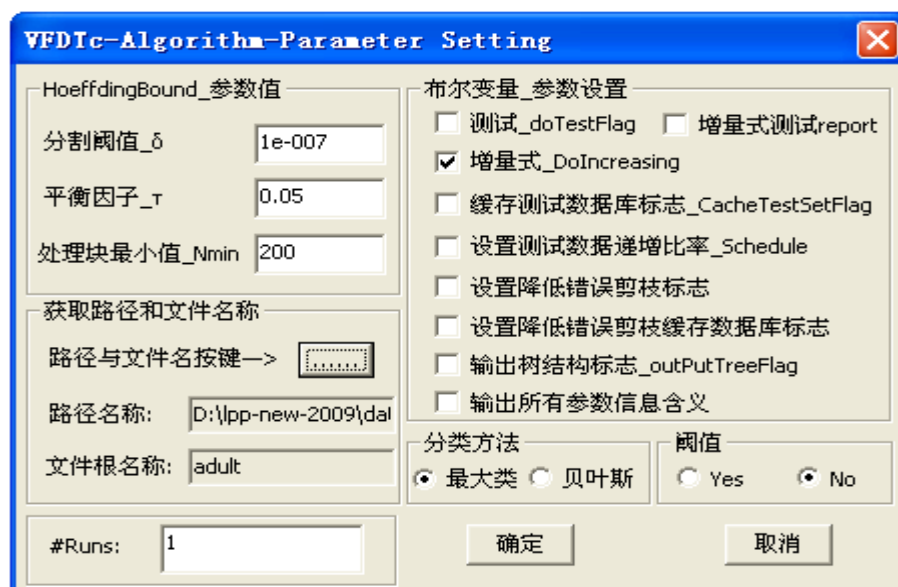 VFDTc-Algorithm-Parameter Setting
HoeffdingBound_参数值
分割阈值_δ 1e-007
平衡因子_τ 0.05
处理块最小值_Nmin 200
获取路径和文件名称
路径与文件名按键—> .......
路径名称: D:\lpp-new-2009\dat
文件根名称: adult
#Runs: 1
布尔变量_参数设置
测试_doTestFlag 增量式测试report
增量式_DoIncreasing
缓存测试数据库标志_CacheTestSetFlag
设置测试数据递增比率_Schedule
设置降低错误剪枝标志
设置降低错误剪枝缓存数据库标志
输出树结构标志_outPutTreeFlag
输出所有参数信息含义
分类方法
最大类 贝叶斯
阈值
Yes No
确定 取消